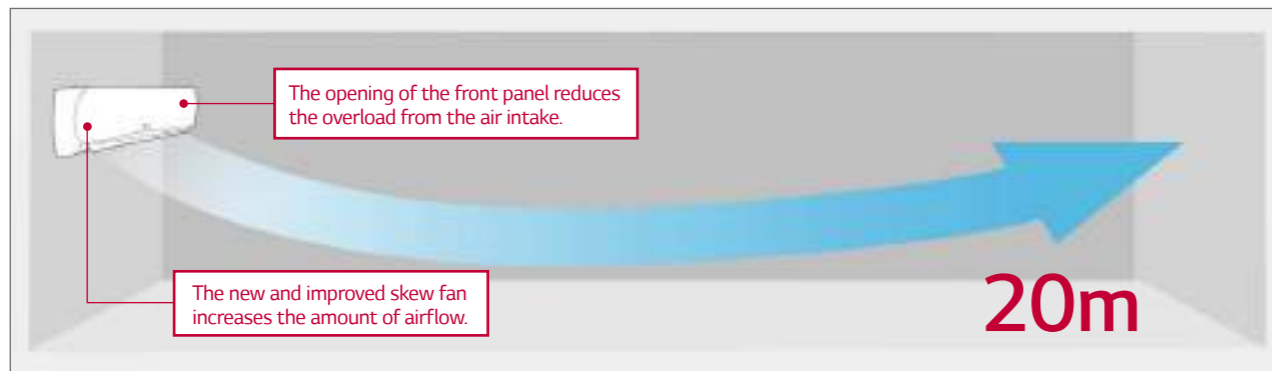 The opening of the front panel reduces
the overload from the air intake.
The new and improved skew fan
increases the amount of airflow.
20m